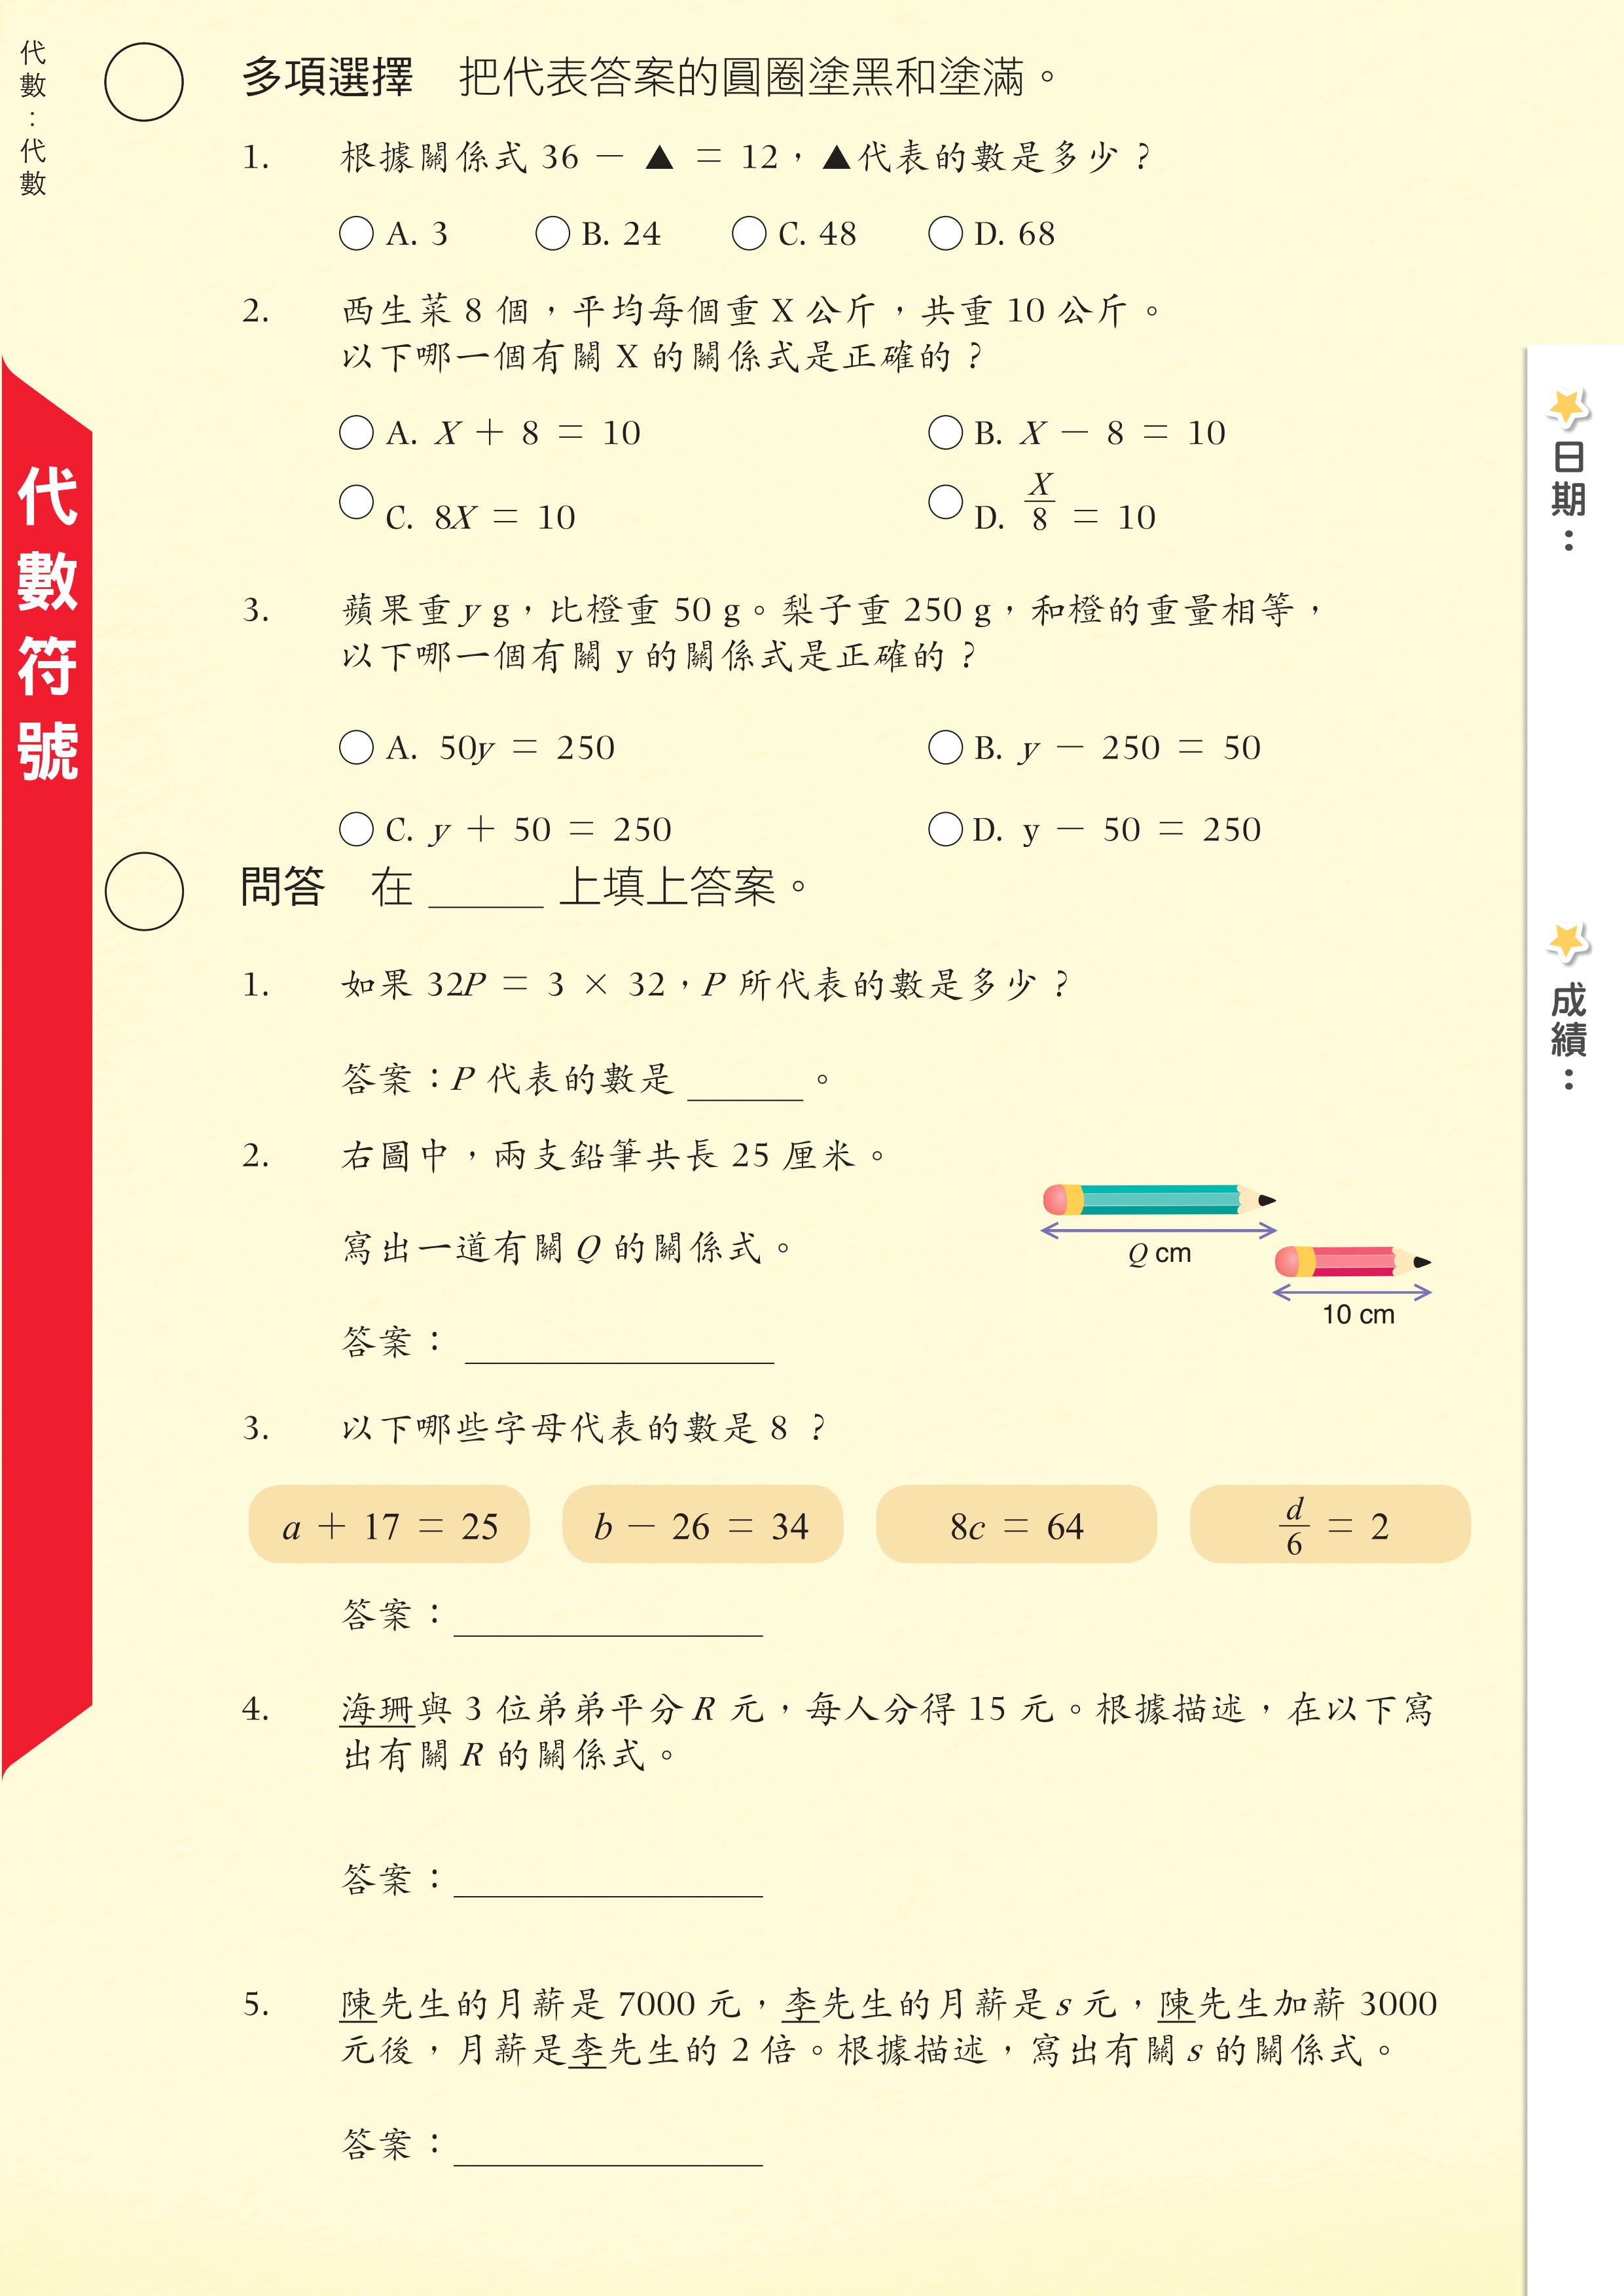 代數：代數
多項選擇 把代表答案的圓圈塗黑和塗滿。
1. 根據關係式 36 － ▲ ＝ 12，▲代表的數是多少？
A. 3 B. 24 C. 48 D. 68
2. 西生菜 8 個，平均每個重 X 公斤，共重 10 公斤。
以下哪一個有關 X 的關係式是正確的？
A. X ＋ 8 ＝ 10 B. X － 8 ＝ 10
C. 8X ＝ 10 D. X/8 ＝ 10
3. 蘋果重 y g，比橙重 50 g。梨子重 250 g，和橙的重量相等，
以下哪一個有關 y 的關係式是正確的？
A. 50y ＝ 250 B. y － 250 ＝ 50
C. y ＋ 50 ＝ 250 D. y － 50 ＝ 250
問答 在 ______ 上填上答案。
1. 如果 32P ＝ 3 × 32，P 所代表的數是多少？
答案：P 代表的數是 ______ 。
2. 右圖中，兩支鉛筆共長 25 厘米。
寫出一道有關 Q 的關係式。
Q cm
10 cm
答案： ________________
3. 以下哪些字母代表的數是 8 ？
a ＋ 17 ＝ 25 b － 26 ＝ 34 8c ＝ 64 d/6 ＝ 2
答案：________________
4. 海珊與 3 位弟弟平分 R 元，每人分得 15 元。根據描述，在以下寫
出有關 R 的關係式。
答案：________________
5. 陳先生的月薪是 7000 元，李先生的月薪是 s 元，陳先生加薪 3000
元後，月薪是李先生的 2 倍。根據描述，寫出有關 s 的關係式。
答案：________________
代數符號
日期：
成績：